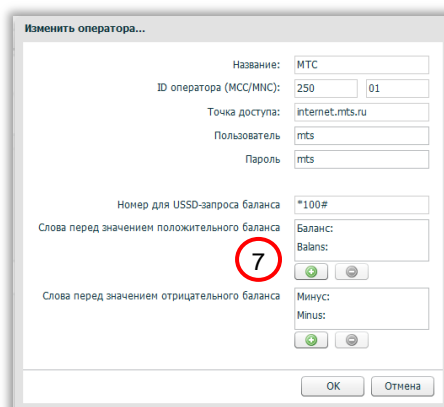 Изменить оператора...
Название: МТС
ID оператора (MCC/MNC): 250 01
Точка доступа: internet.mts.ru
Пользователь mts
Пароль mts
Номер для USSD-запроса баланса *100#
Слова перед значением положительного баланса Баланс:
Balans:
7
Слова перед значением отрицательного баланса Минус:
Minus:
OK Отмена